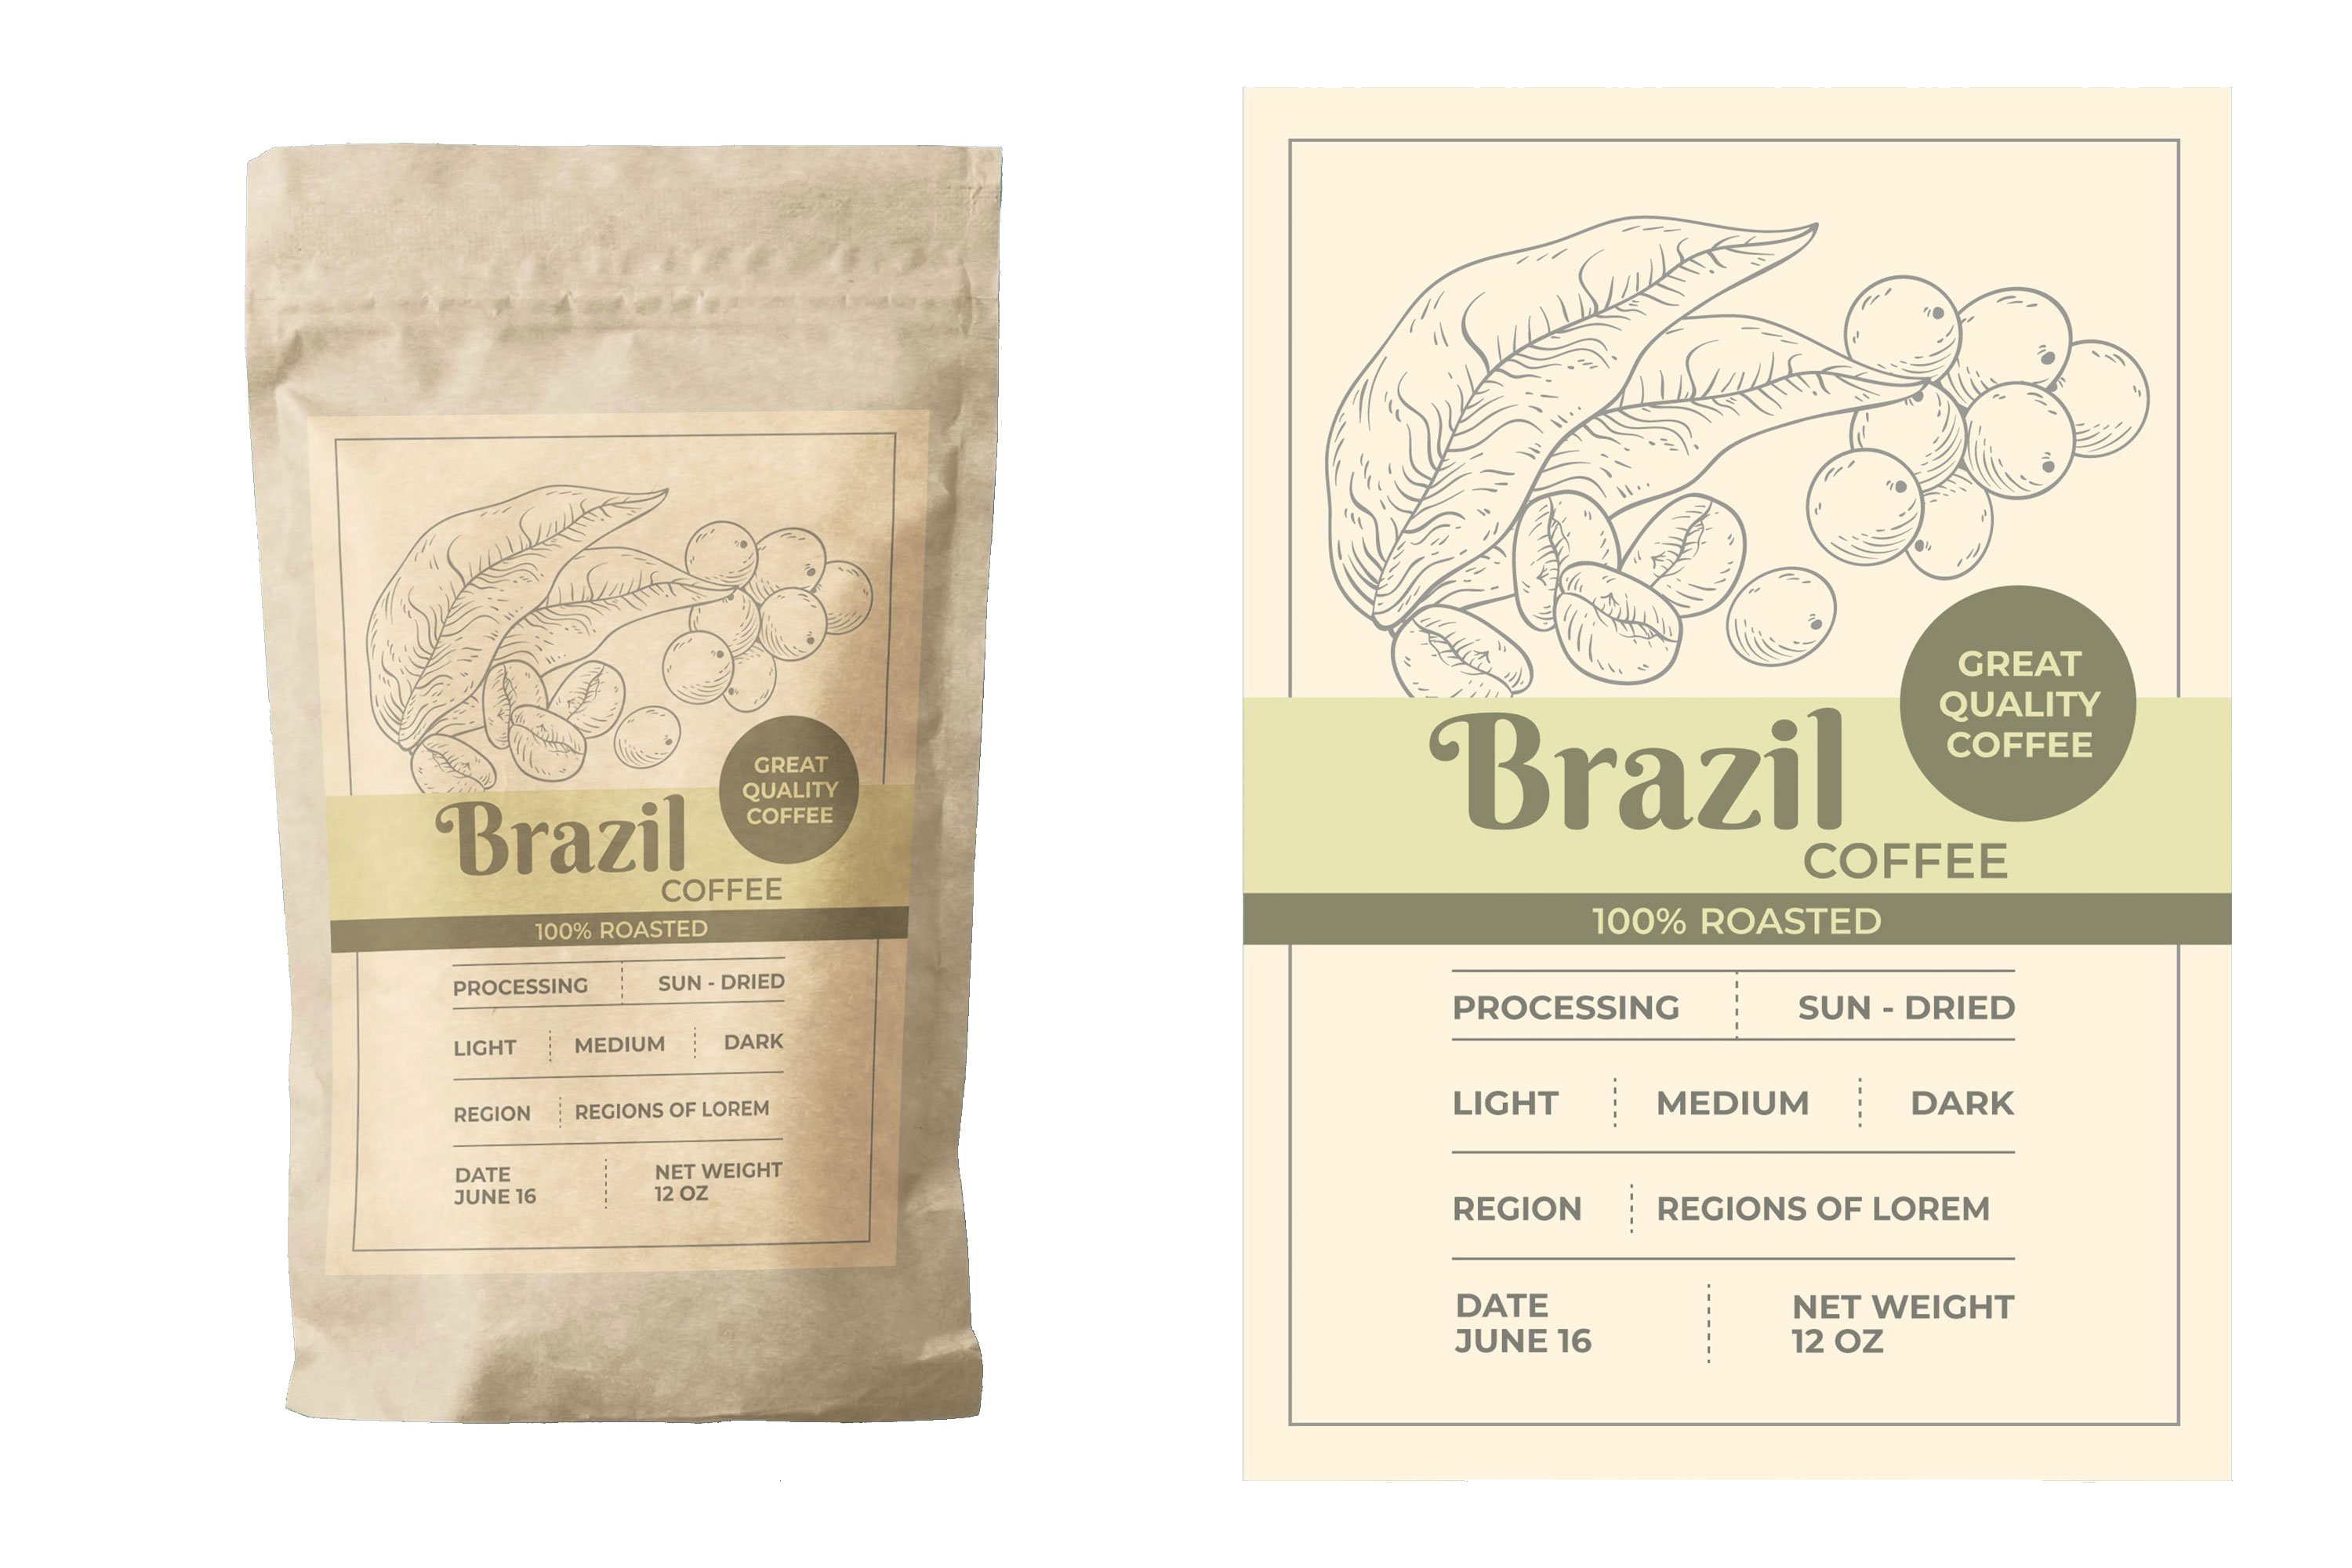 GREAT
QUALITY
COFFEE
Brazil
COFFEE
100% ROASTED
PROCESSING SUN - DRIED
LIGHT MEDIUM DARK
REGION REGIONS OF LOREM
DATE NET WEIGHT
JUNE 16 12 OZ
GREAT
QUALITY
COFFEE
Brazil
COFFEE
100% ROASTED
PROCESSING SUN - DRIED
LIGHT MEDIUM DARK
REGION REGIONS OF LOREM
DATE NET WEIGHT
JUNE 16 12 OZ